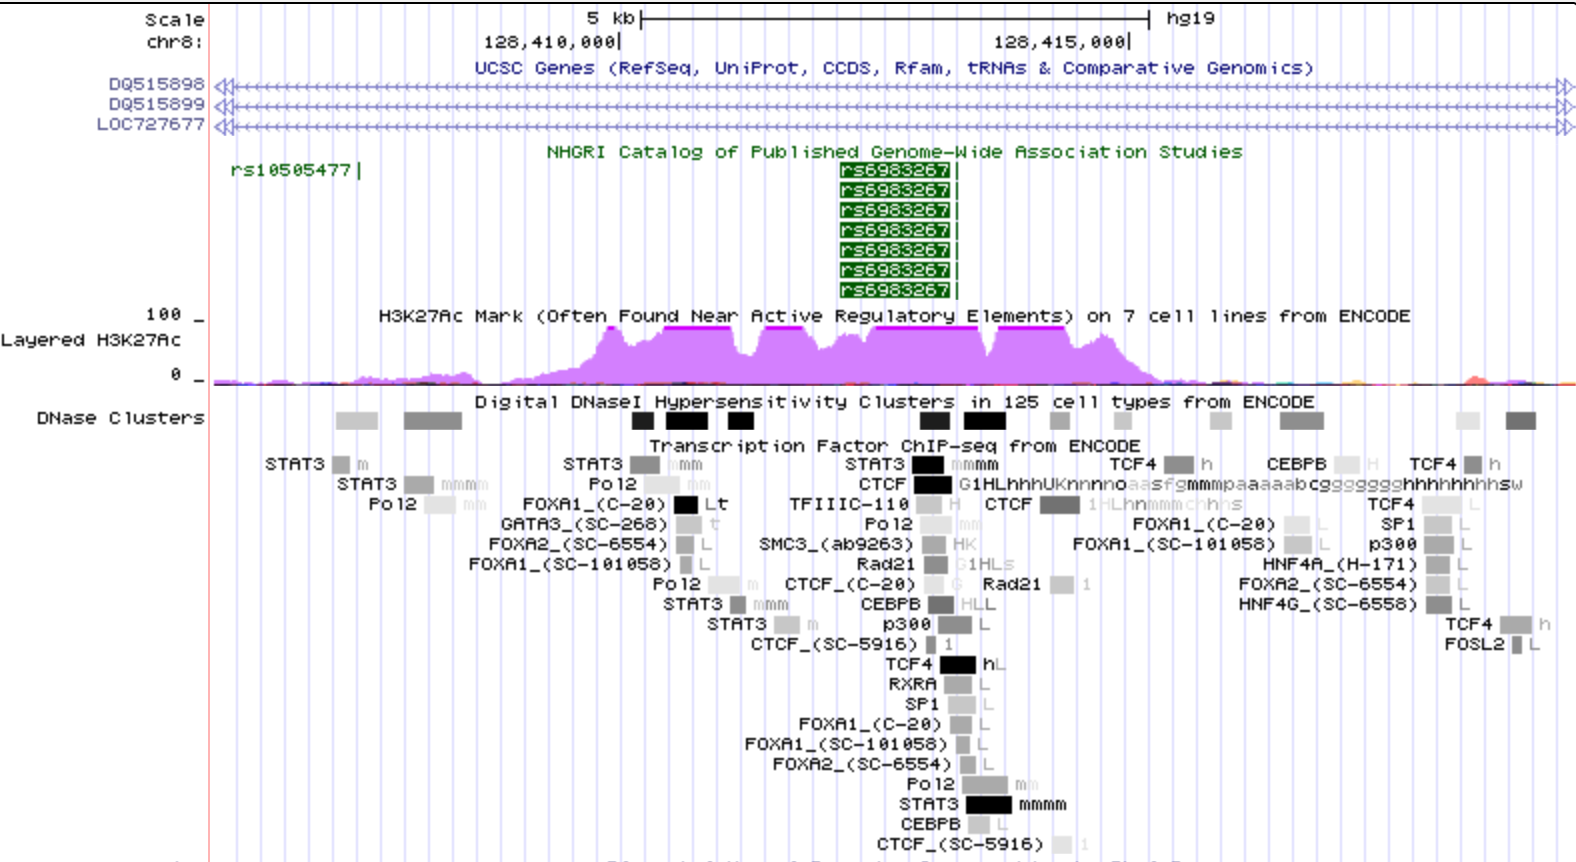 Scale 5 kb hg19
chr8: 128,410,000 128,415,000
UCSC Genes (RefSeq, UniProt, CCDS, Rfam, tRNAs & Comparative Genomics)
DQ515898
DQ515899
LOC727677
NHGRI Catalog of Published Genome-Wide Association Studies
rs10505477 rs6983267
rs6983267
rs6983267
rs6983267
rs6983267
rs6983267
rs6983267
100 _ H3K27Ac Mark (Often Found Near Active Regulatory Elements) on 7 cell lines from ENCODE
Layered H3K27Ac
0 _
Digital DNaseI Hypersensitivity Clusters in 125 cell types from ENCODE
DNase Clusters
Transcription Factor ChIP-seq from ENCODE
STAT3 m STAT3 mmm STAT3 mmmm TCF4 h CEBPB H TCF4 h
STAT3 mmmm Pol2 mm CTCF G1HLhhhUKnnnnoaasfgmmmpaaaaabcggggggghhhhhhhhhsw
Pol2 mm FOXA1_(C-20) Lt TFIIIC-110 H CTCF 1HLhnmmmchhhs TCF4 L
GATA3_(SC-268) t Pol2 mm FOXA1_(C-20) L SP1 L
FOXA2_(SC-6554) L SMC3_(ab9263) HK FOXA1_(SC-101058) L p300 L
FOXA1_(SC-101058) L Rad21 G1HLs HNF4A_(H-171) L
Pol2 m CTCF_(C-20) G Rad21 1 FOXA2_(SC-6554) L
STAT3 mmm CEBPB HLL HNF4G_(SC-6558) L
STAT3 m p300 L TCF4 h
CTCF_(SC-5916) 1 FOSL2 L
TCF4 hL
RXRA L
SP1 L
FOXA1_(C-20) L
FOXA1_(SC-101058) L
FOXA2_(SC-6554) L
Pol2 mm
STAT3 mmmm
CEBPB L
CTCF_(SC-5916) 1